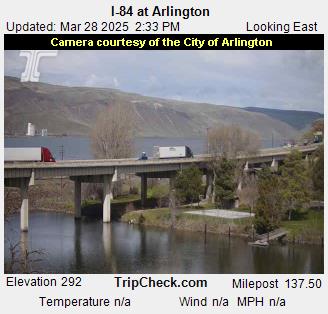 I-84 at Arlington
Updated: Mar 28 2025 2:33 PM Looking East
Camera courtesy of the City of Arlington
Elevation 292 TripCheck.com Milepost 137.50
Temperature n/a Wind n/a MPH n/a